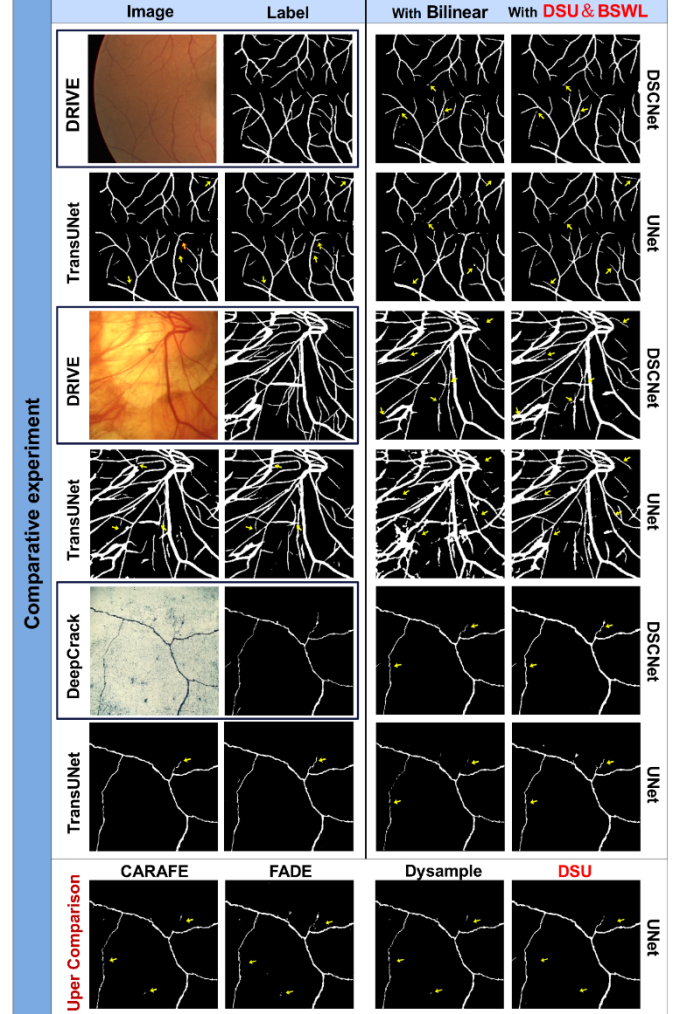 Image
Label
With Bilinear
With DSU & BSWL
Comparative experiment
DRIVE
DSCNet
TransUNet
UNet
DRIVE
DSCNet
TransUNet
UNet
DeepCrack
DSCNet
TransUNet
UNet
CARAFE
FADE
Dysample
DSU
Uper Comparison
UNet